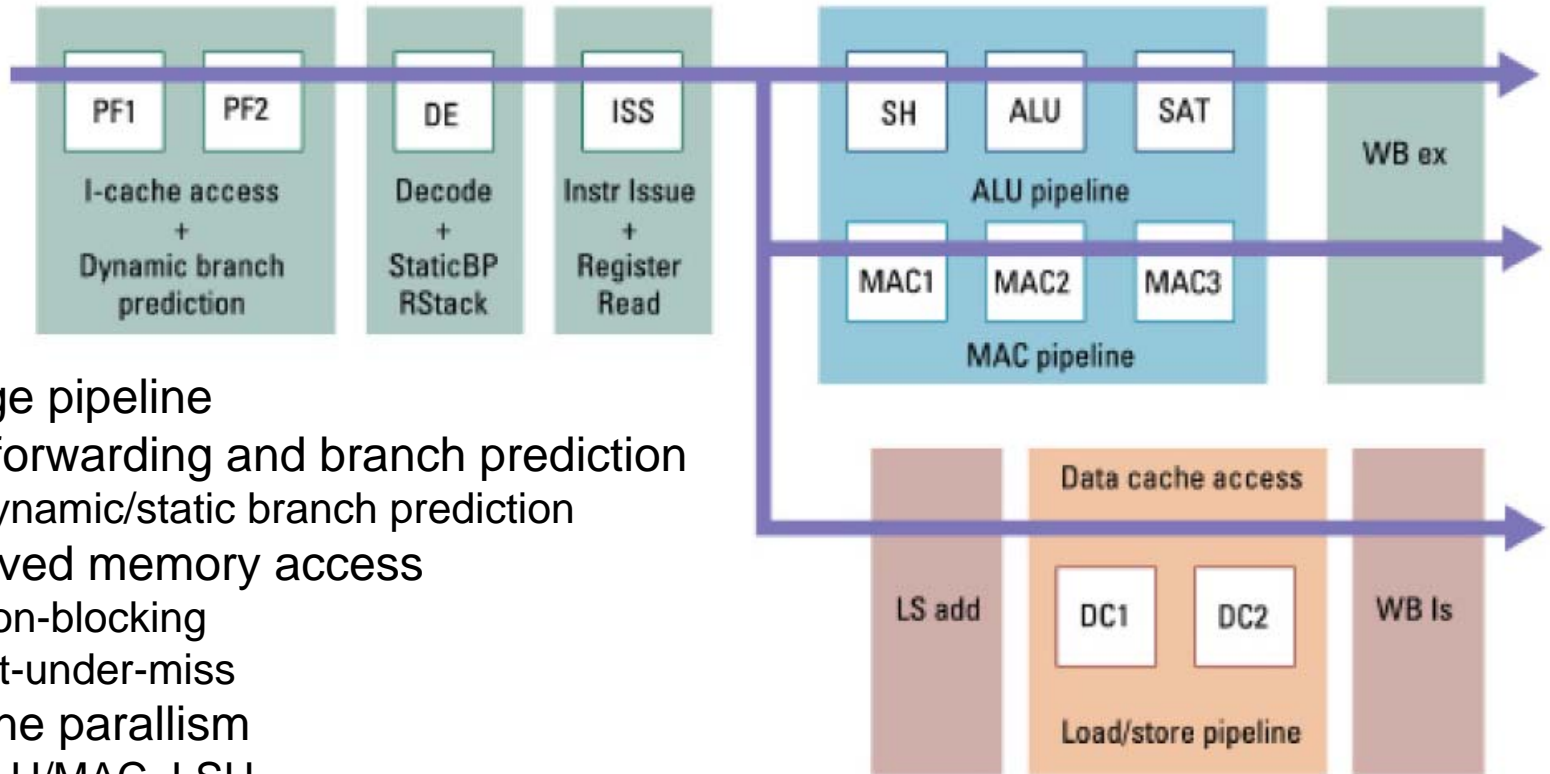 PF1
PF2
I-cache access
+
Dynamic branch
prediction
DE
Decode
+
StaticBP
RStack
ISS
Instr Issue
+
Register
Read
SH
ALU
SAT
ALU pipeline
MAC1
MAC2
MAC3
MAC pipeline
WB ex
ge pipeline
forwarding and branch prediction
ynamic/static branch prediction
ved memory access
on-blocking
t-under-miss
ne parallism
LS add
Data cache access
DC1
DC2
Load/store pipeline
WB ls